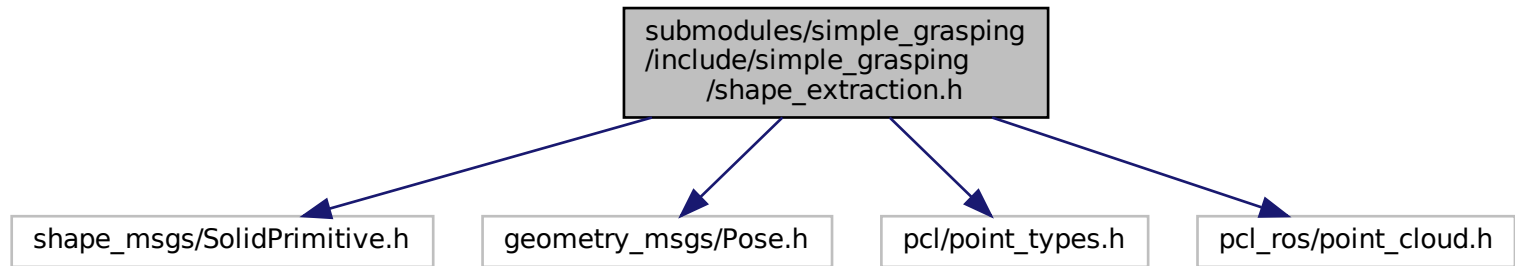 submodules/simple_grasping
/include/simple_grasping
/shape_extraction.h
shape_msgs/SolidPrimitive.h
geometry_msgs/Pose.h
pcl/point_types.h
pcl_ros/point_cloud.h